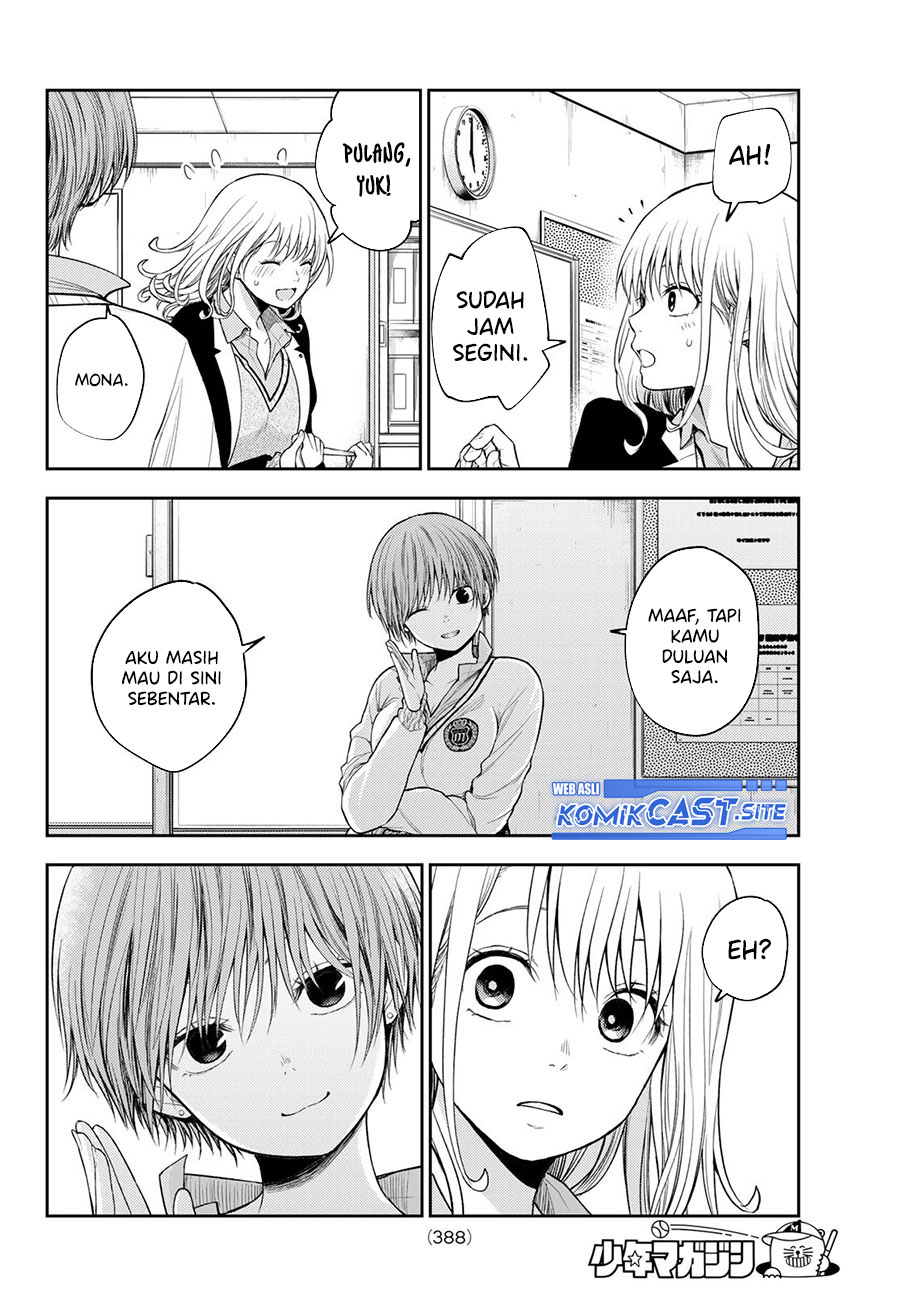 AH!
SUDAH
JAM
SEGINI.
PULANG,
YUK!
MONA.
MAAF, TAPI
KAMU
DULUAN
SAJA.
AKU MASIH
MAU DI SINI
SEBENTAR.
WEB ASLI
KOMIKCAST.SITE
EH?
(388)
少年マガジン
M